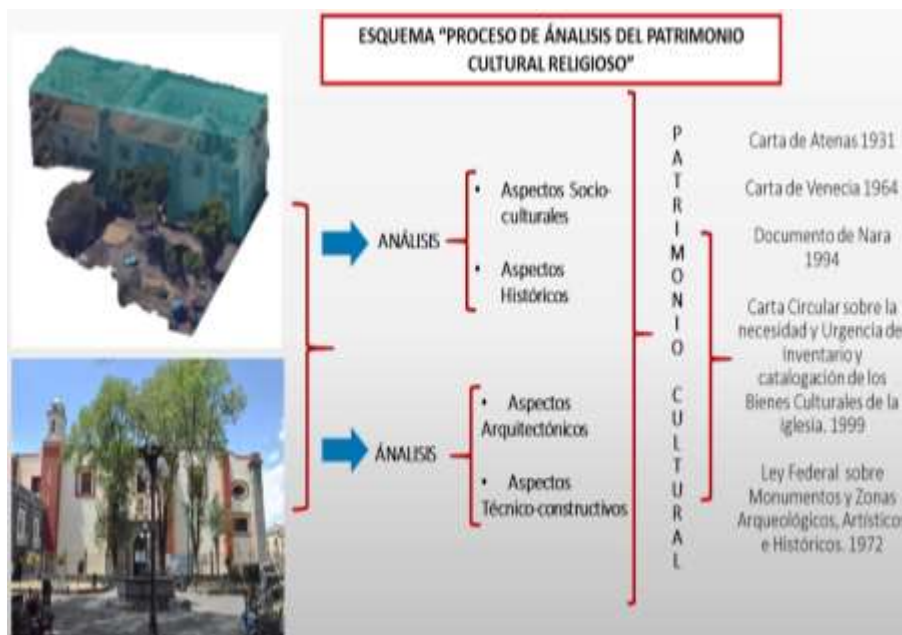 ESQUEMA "PROCESO DE ÁNALISIS DEL PATRIMONIO
CULTURAL RELIGIOSO"
ANÁLISIS
• Aspectos Socio-
culturales
• Aspectos
Históricos
ÁNALISIS
• Aspectos
Arquitectónicos
• Aspectos
Técnico-constructivos
PATRIMONIO CULTURAL
Carta de Atenas 1931
Carta de Venecia 1964
Documento de Nara
1994
Carta Circular sobre la
necesidad y Urgencia de
inventario y
catalogación de los
Bienes Culturales de la
iglesia. 1999
Ley Federal sobre
Monumentos y Zonas
Arqueológicos, Artístico
e Históricos. 1972